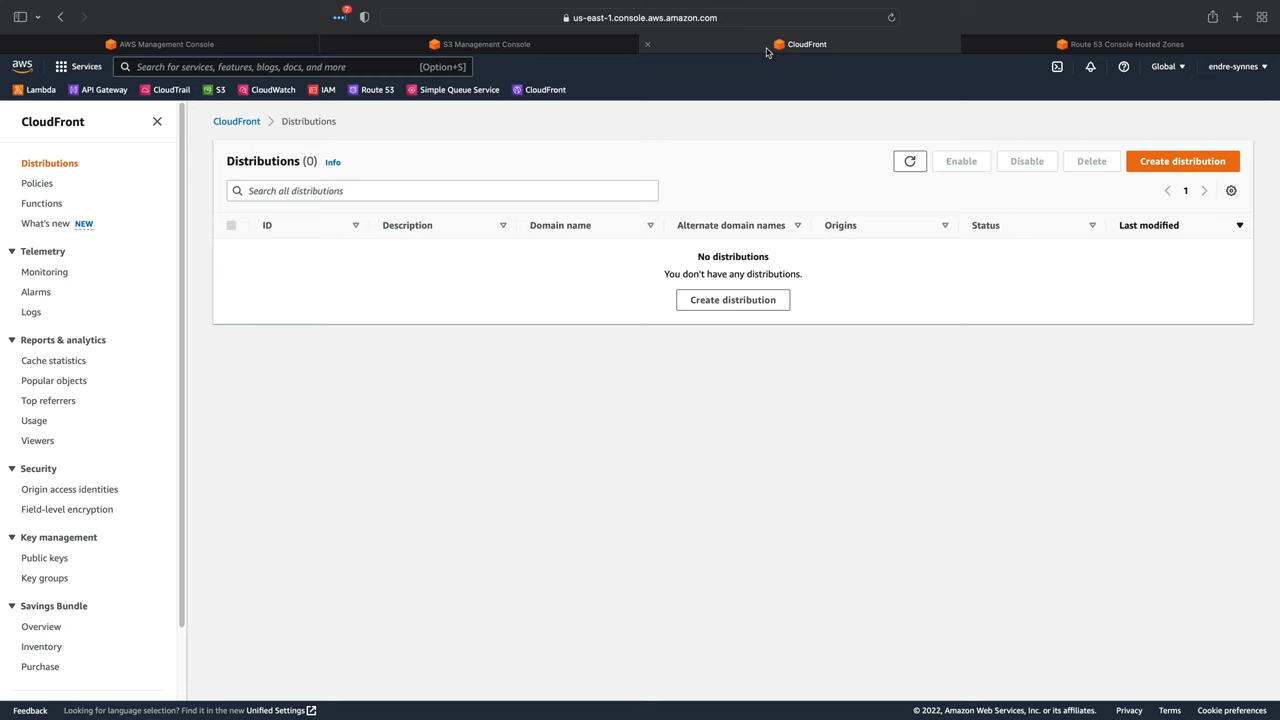 7
us-east-1.console.aws.amazon.com
AWS Management Console
S3 Management Console
CloudFront
Route 53 Console Hosted Zones
aws
Services
Search for services, features, blogs, docs, and more
[Option+S]
Global
endre-synnes
Lambda
API Gateway
CloudTrail
S3
CloudWatch
IAM
Route 53
Simple Queue Service
CloudFront
CloudFront
Distributions
Policies
Functions
What's new NEW
Telemetry
Monitoring
Alarms
Logs
Reports & analytics
Cache statistics
Popular objects
Top referrers
Usage
Viewers
Security
Origin access identities
Field-level encryption
Key management
Public keys
Key groups
Savings Bundle
Overview
Inventory
Purchase
CloudFront
Distributions
Distributions (0) Info
Enable
Disable
Delete
Create distribution
Search all distributions
1
ID
Description
Domain name
Alternate domain names
Origins
Status
Last modified
No distributions
You don't have any distributions.
Create distribution
Feedback
Looking for language selection? Find it in the new Unified Settings
© 2022, Amazon Web Services, Inc. or its affiliates.
Privacy
Terms
Cookie preferences